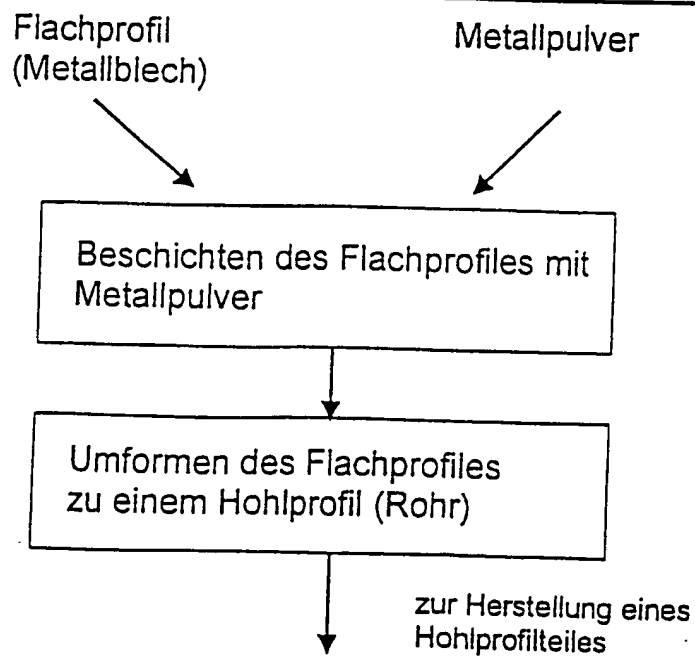 Flachprofil
(Metallblech)
Metallpulver
Beschichten des Flachprofiles mit
Metallpulver
Umformen des Flachprofiles
zu einem Hohlprofil (Rohr)
zur Herstellung eines
Hohlprofilteiles